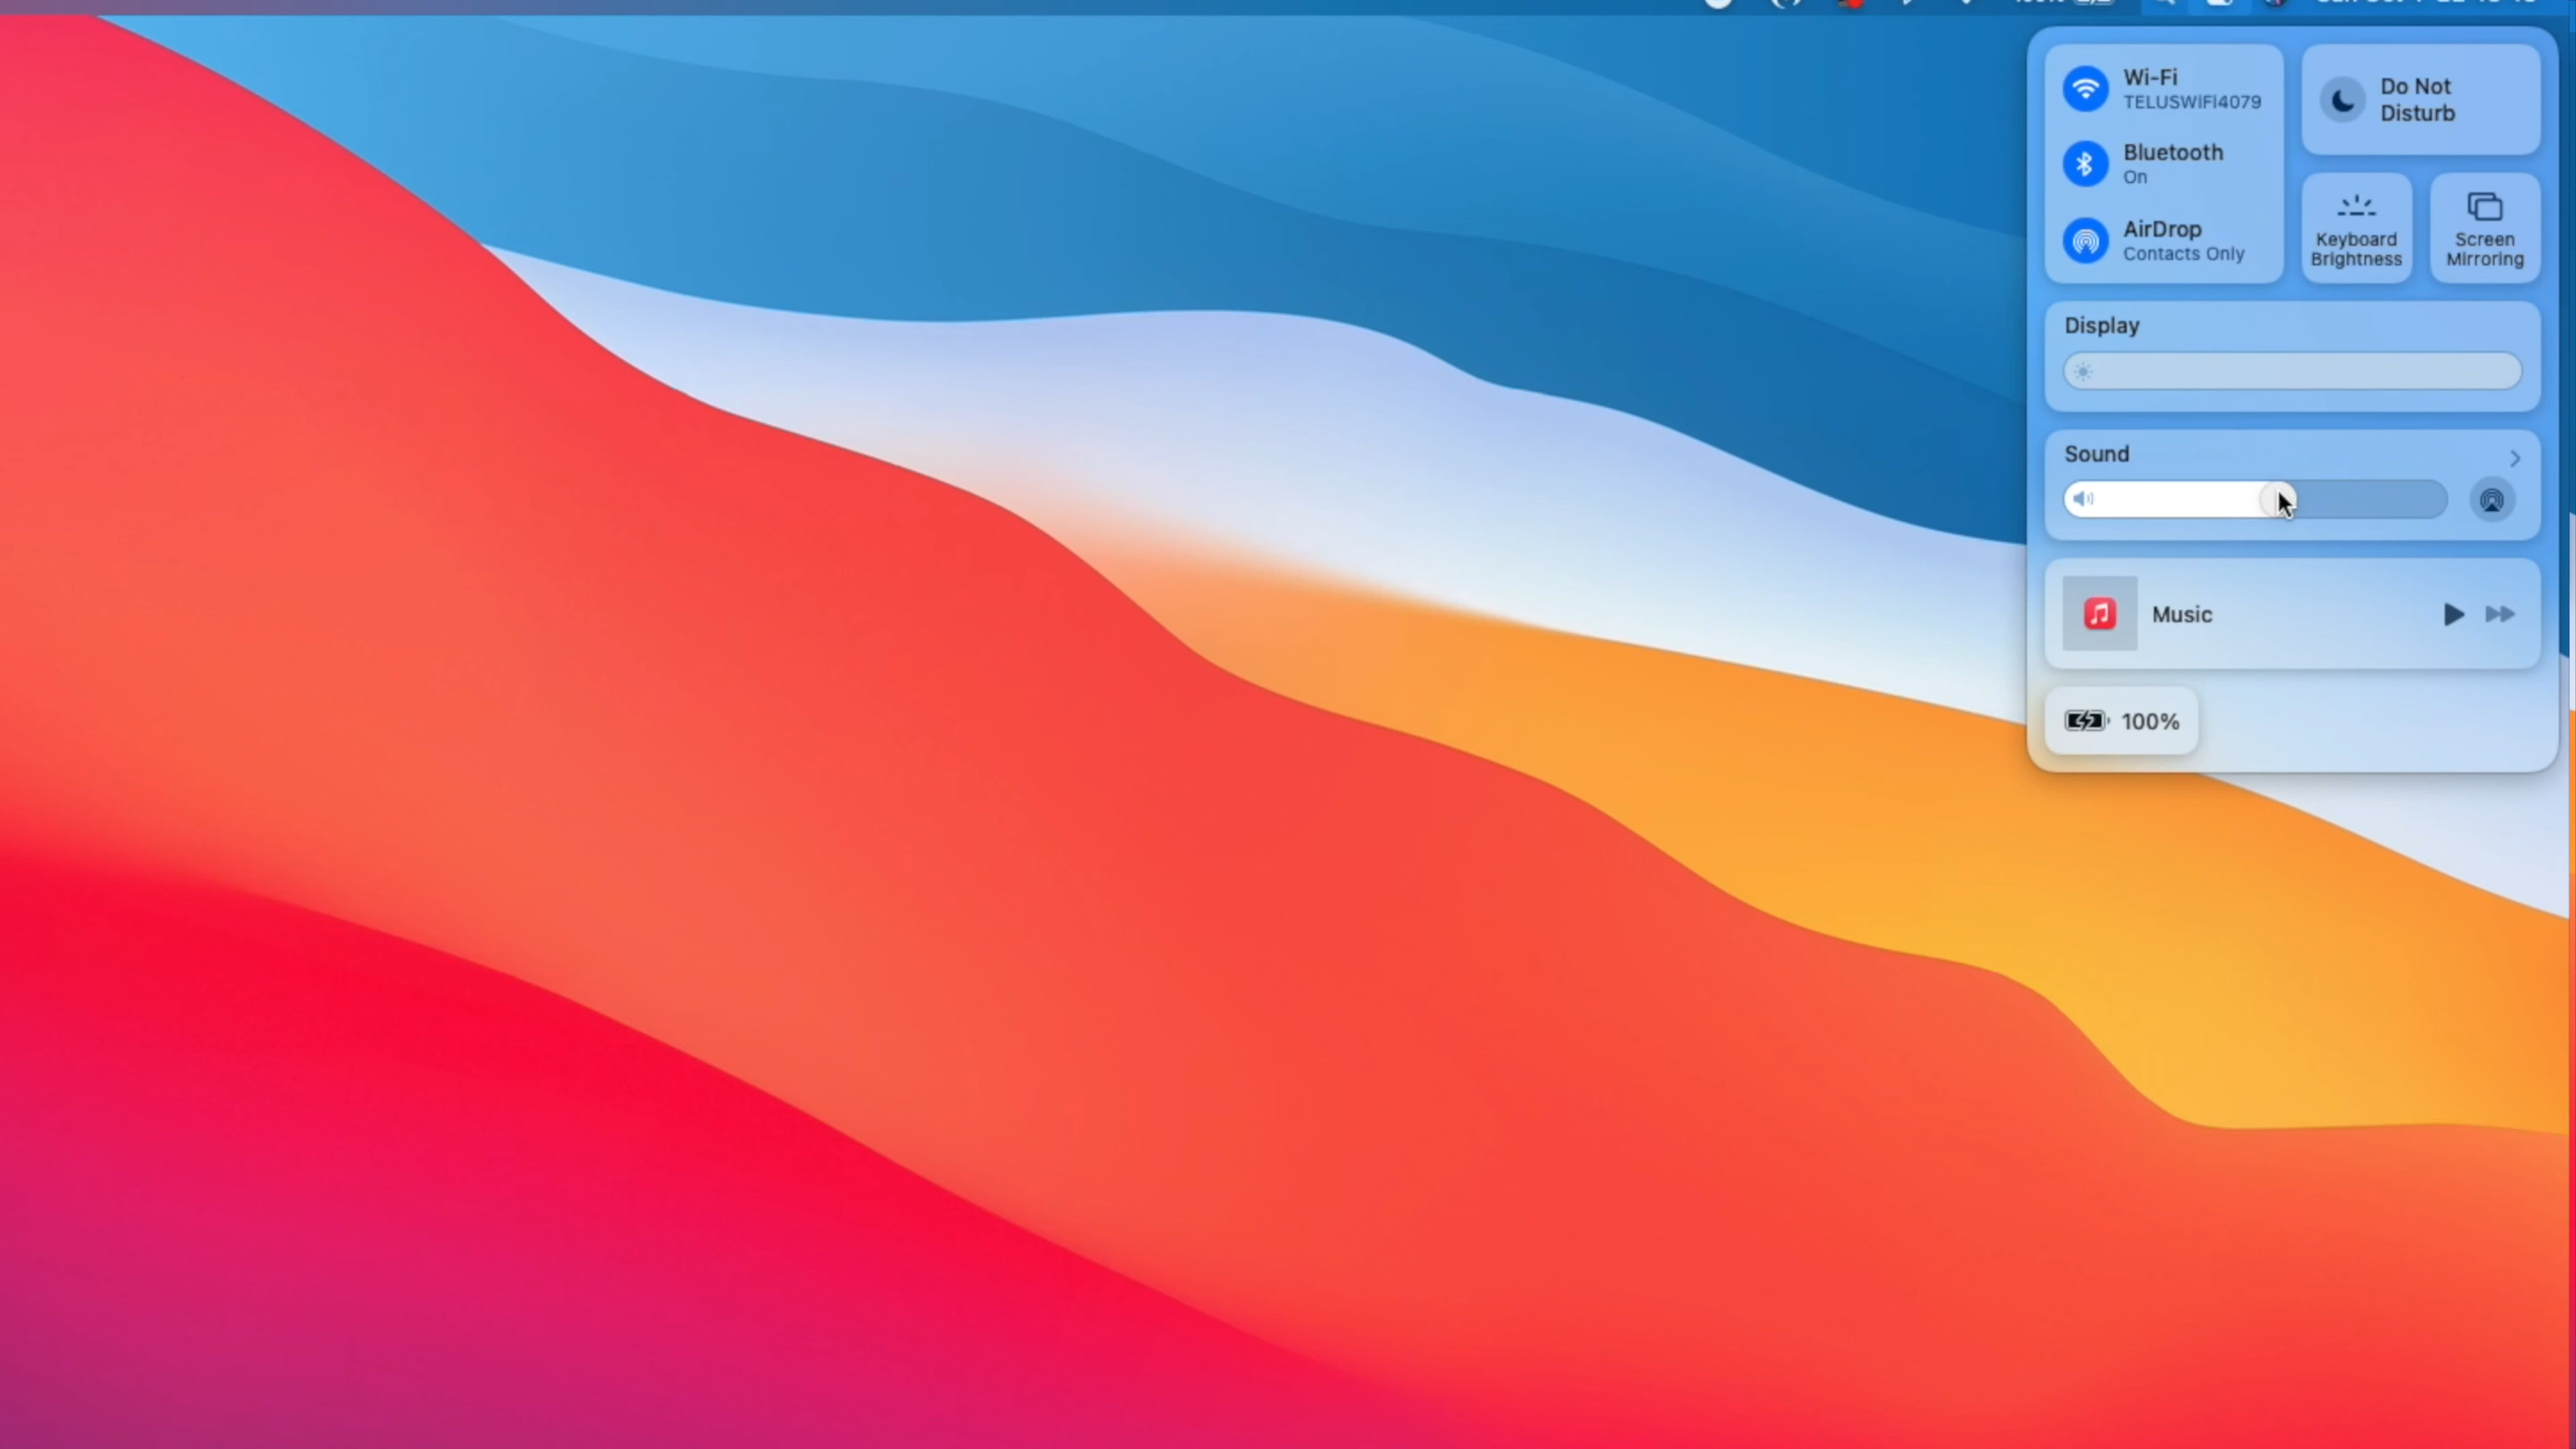 Wi-Fi
TELUSWiFi4079
Bluetooth
On
AirDrop
Contacts Only
Do Not
Disturb
Keyboard
Brightness
Screen
Mirroring
Display
Sound
Music
100%